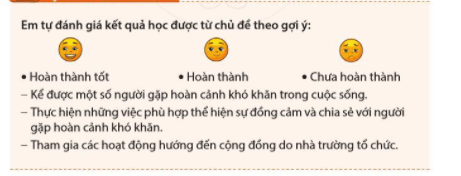 Em tự đánh giá kết quả học được từ chủ đề theo gợi ý:
• Hoàn thành tốt • Hoàn thành • Chưa hoàn thành
– Kể được một số người gặp hoàn cảnh khó khăn trong cuộc sống.
– Thực hiện những việc phù hợp thể hiện sự đồng cảm và chia sẻ với người
gặp hoàn cảnh khó khăn.
– Tham gia các hoạt động hướng đến cộng đồng do nhà trường tổ chức.